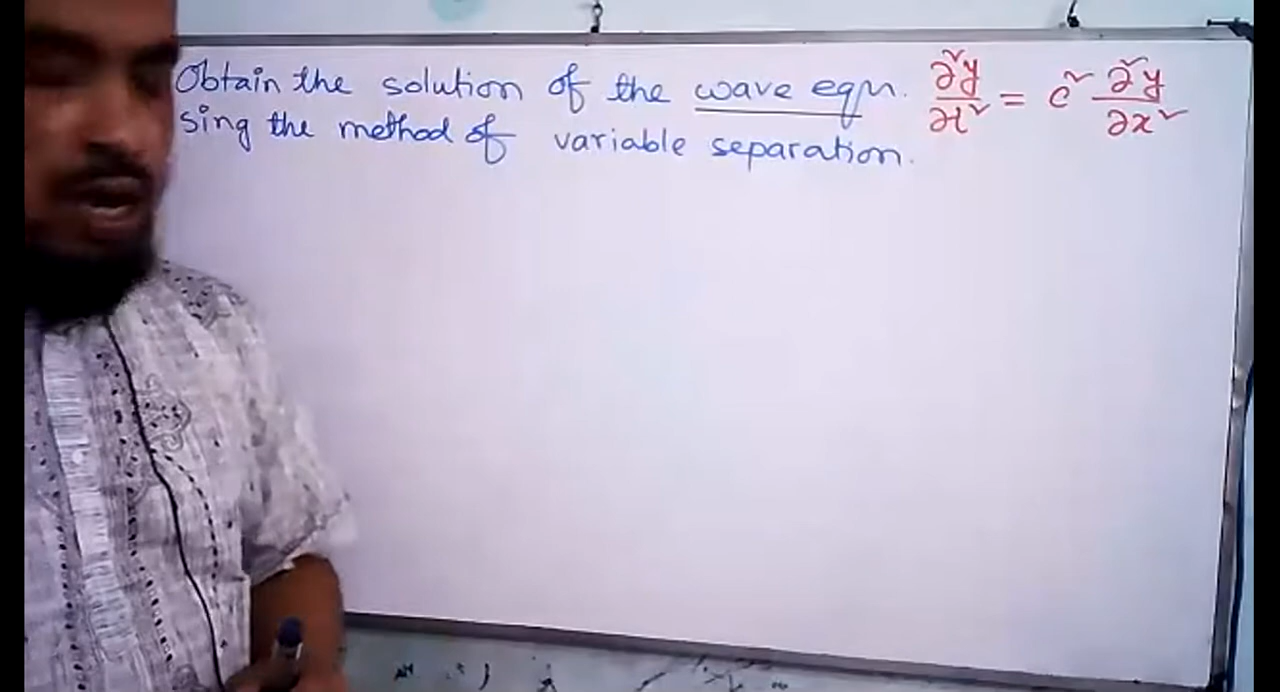 Obtain the solution of the wave eqn. ∂²y/∂t² = c² ∂²y/∂x²
sing the method of variable separation.